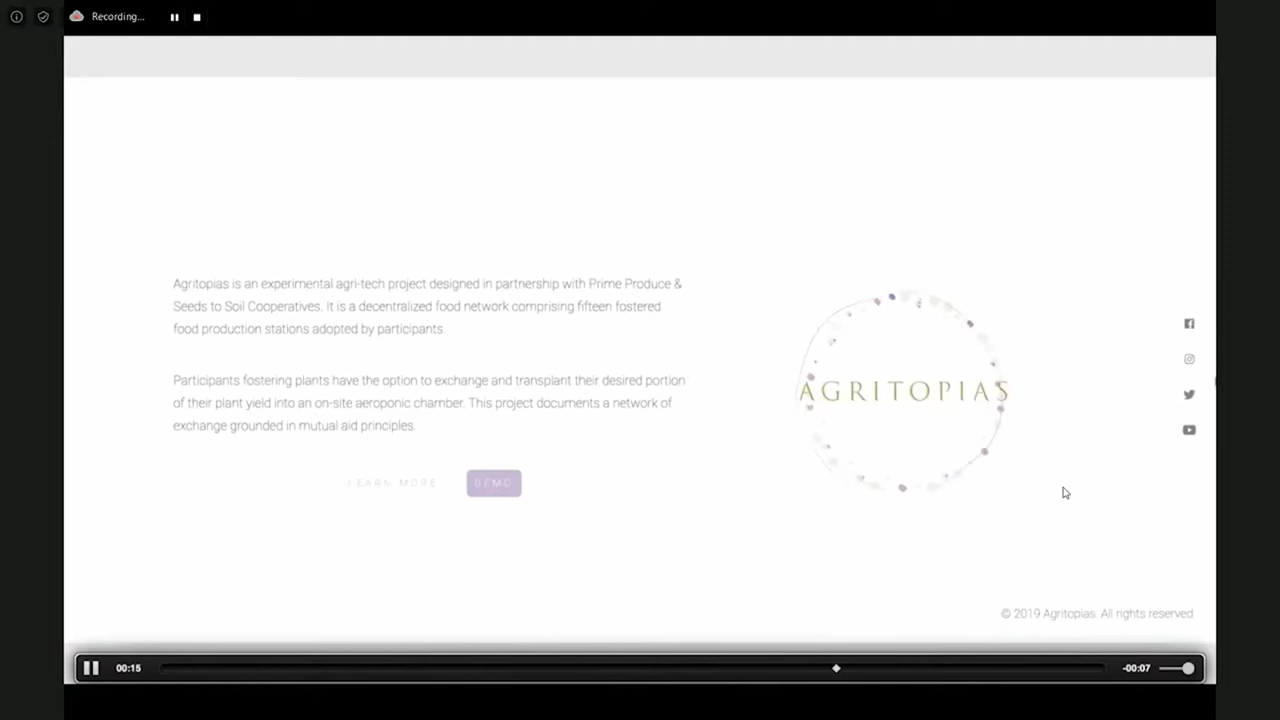 Recording...
Agritopias is an experimental agri-tech project designed in partnership with Prime Produce &
Seeds to Soil Cooperatives. It is a decentralized food network comprising fifteen fostered
food production stations adopted by participants.
Participants fostering plants have the option to exchange and transplant their desired portion
of their plant yield into an on-site aeroponic chamber. This project documents a network of
exchange grounded in mutual aid principles.
LEARN MORE DEMO
AGRITOPIAS
© 2019 Agritopias. All rights reserved
00:15 -00:07